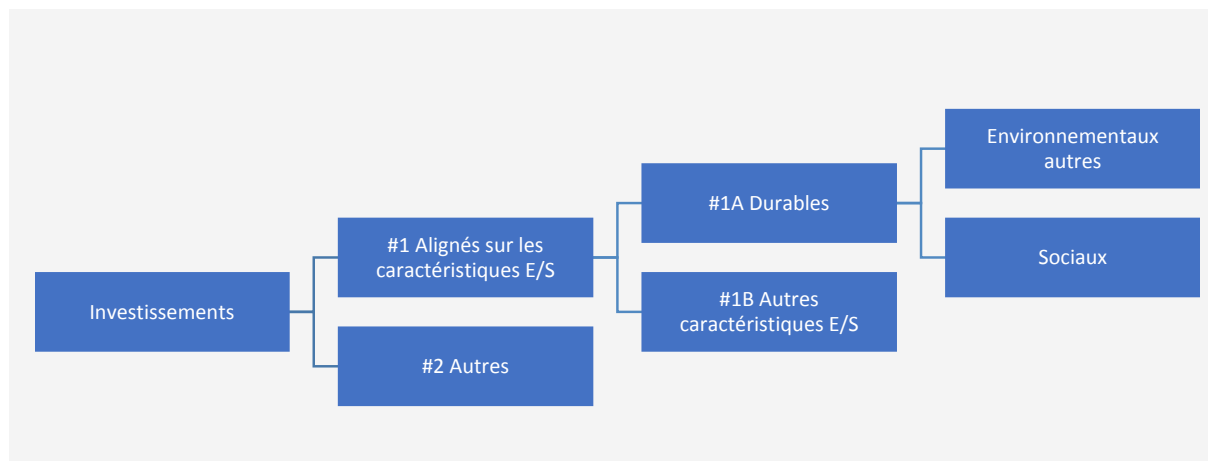 Environnementaux
autres
#1A Durables
#1 Alignés sur les
caractéristiques E/S
Sociaux
Investissements
#1B Autres
caractéristiques E/S
#2 Autres